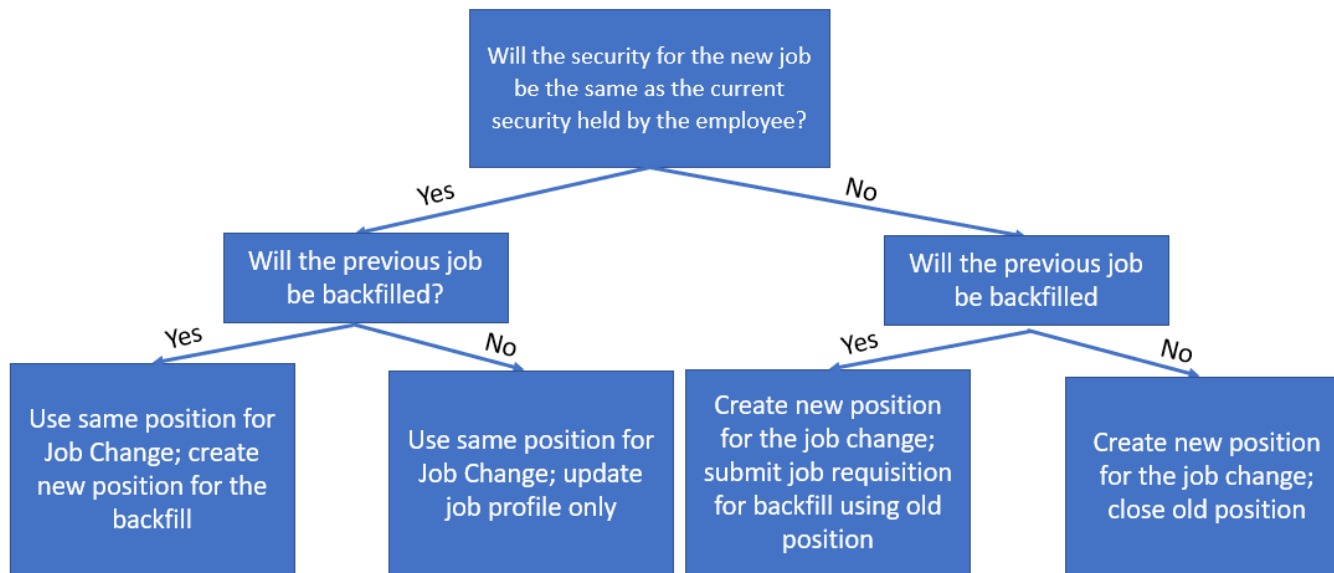 Will the security for the new job
be the same as the current
security held by the employee?
Yes
No
Will the previous job
be backfilled?
Will the previous job
be backfilled
Yes
No
Yes
No
Use same position for
Job Change; create
new position for the
backfill
Use same position for
Job Change; update
job profile only
Create new position
for the job change;
submit job requisition
for backfill using old
position
Create new position
for the job change;
close old position